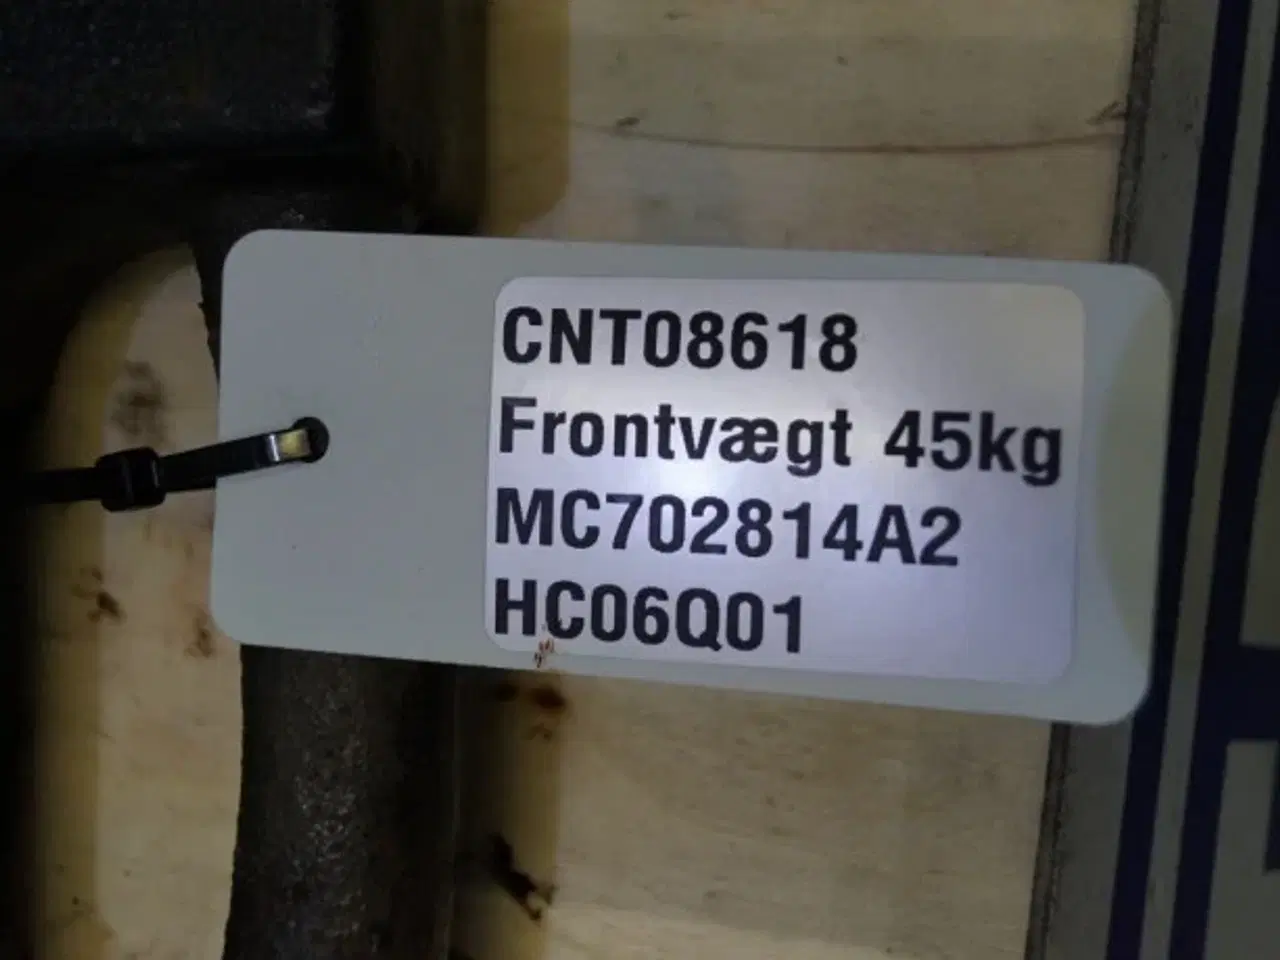 CNT08618
Frontvægt 45kg
MC702814A2
HC06Q01